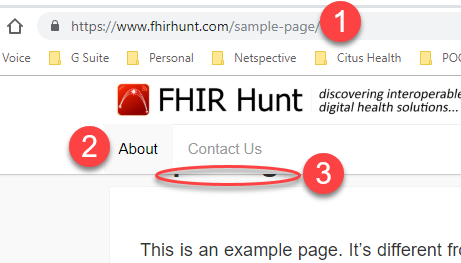 https://www.fhirhunt.com/sample-page/ 1
Voice G Suite Personal Netspective Citus Health POC
FHIR Hunt discovering interoperable
digital health solutions...
2 About Contact Us
3
This is an example page. It's different fr